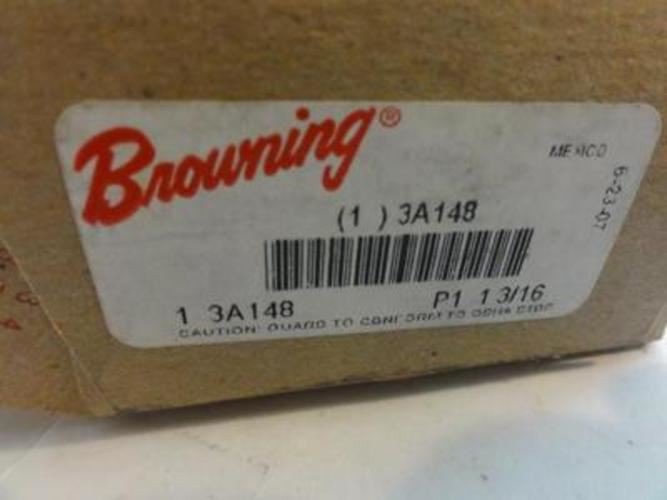 Browning®
MEXICO
6-23-07
(1 ) 3A148
1 3A148 P1 1 3/16
CAUTION: GUARD TO CONFORM TO OSHA